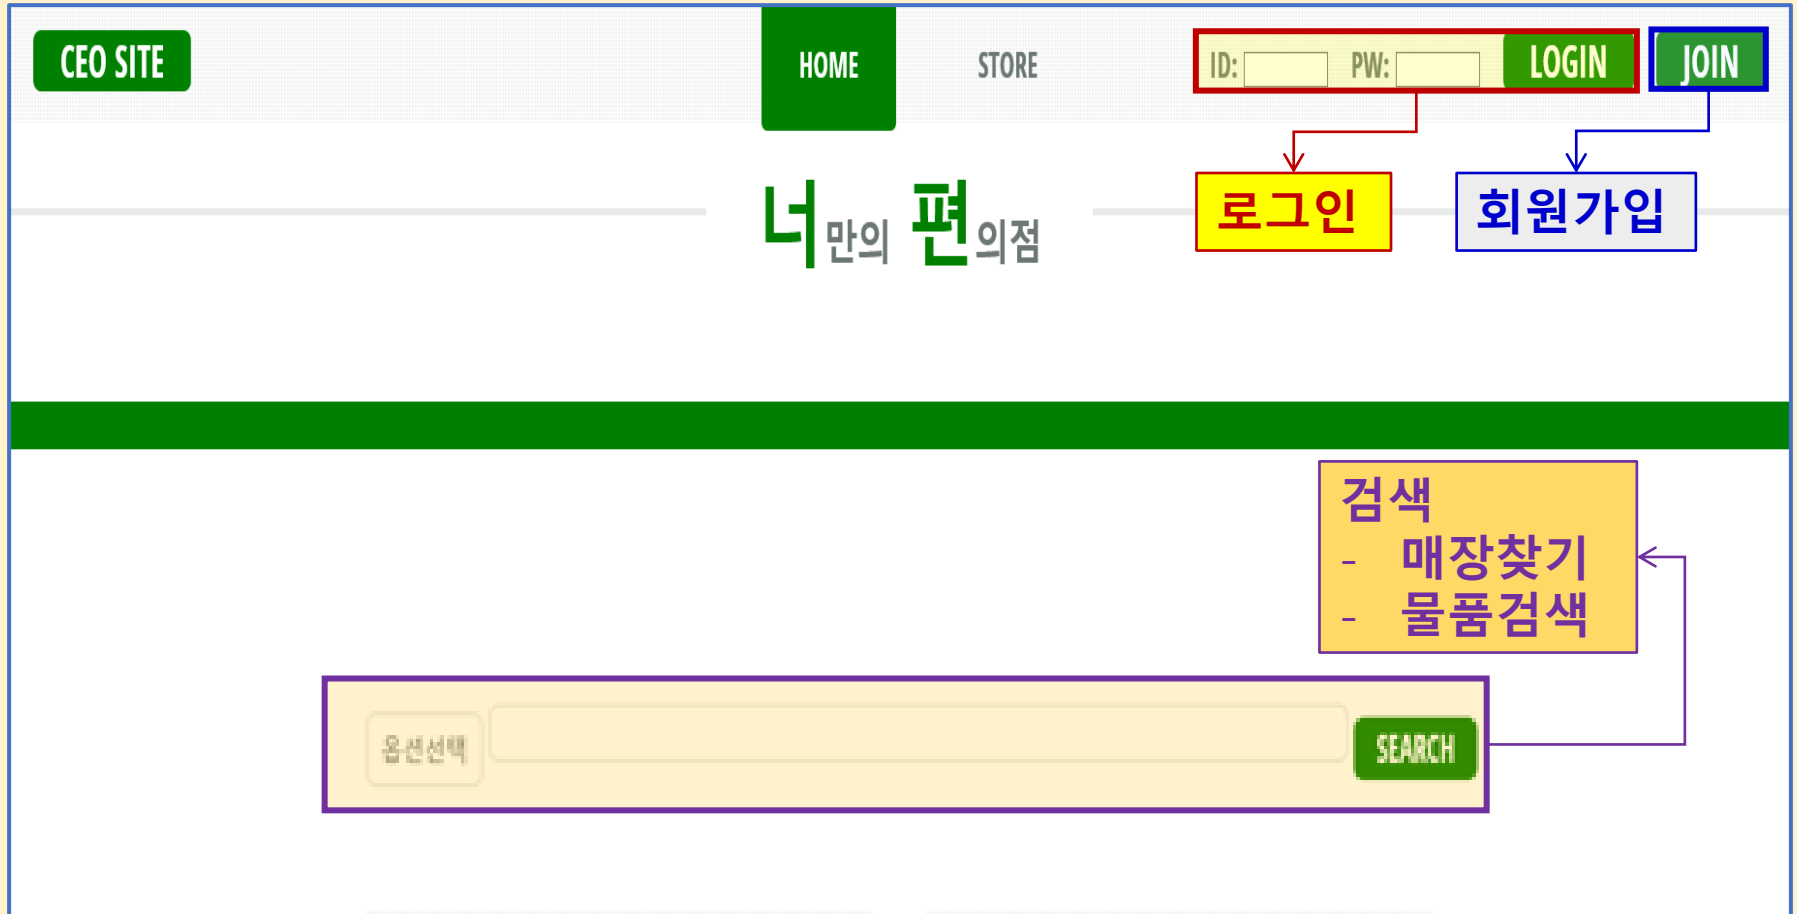 CEO SITE
HOME
STORE
ID:
PW:
LOGIN
JOIN
너만의 편의점
로그인
회원가입
검색
- 매장찾기
- 물품검색
옵션선택
SEARCH